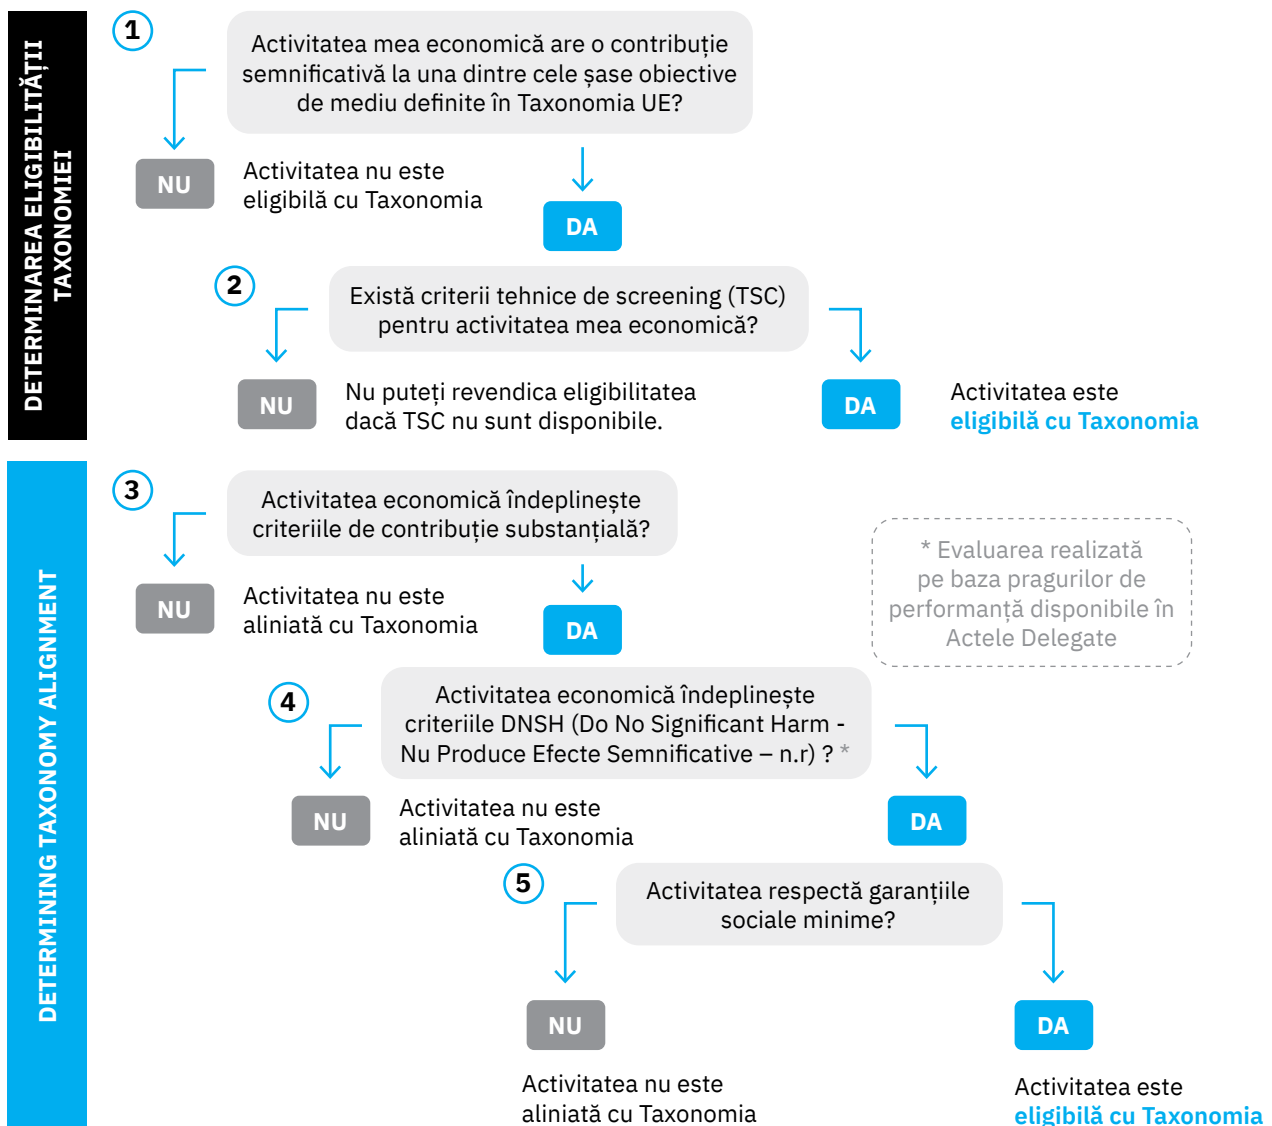 DETERMINAREA ELIGIBILITĂȚII
TAXONOMIEI
1
Activitatea mea economică are o contribuție
semnificativă la una dintre cele șase obiective
de mediu definite în Taxonomia UE?
NU
Activitatea nu este
eligibilă cu Taxonomia
DA
2
Există criterii tehnice de screening (TSC)
pentru activitatea mea economică?
NU
Nu puteți revendica eligibilitatea
dacă TSC nu sunt disponibile.
DA
Activitatea este
eligibilă cu Taxonomia
DETERMINING TAXONOMY ALIGNMENT
3
Activitatea economică îndeplinește
criteriile de contribuție substanțială?
NU
Activitatea nu este
aliniată cu Taxonomia
DA
* Evaluarea realizată
pe baza pragurilor de
performanță disponibile în
Actele Delegate
4
Activitatea economică îndeplinește
criteriile DNSH (Do No Significant Harm -
Nu Produce Efecte Semnificative – n.r) ? *
NU
Activitatea nu este
aliniată cu Taxonomia
DA
5
Activitatea respectă garanțiile
sociale minime?
NU
Activitatea nu este
aliniată cu Taxonomia
DA
Activitatea este
eligibilă cu Taxonomia